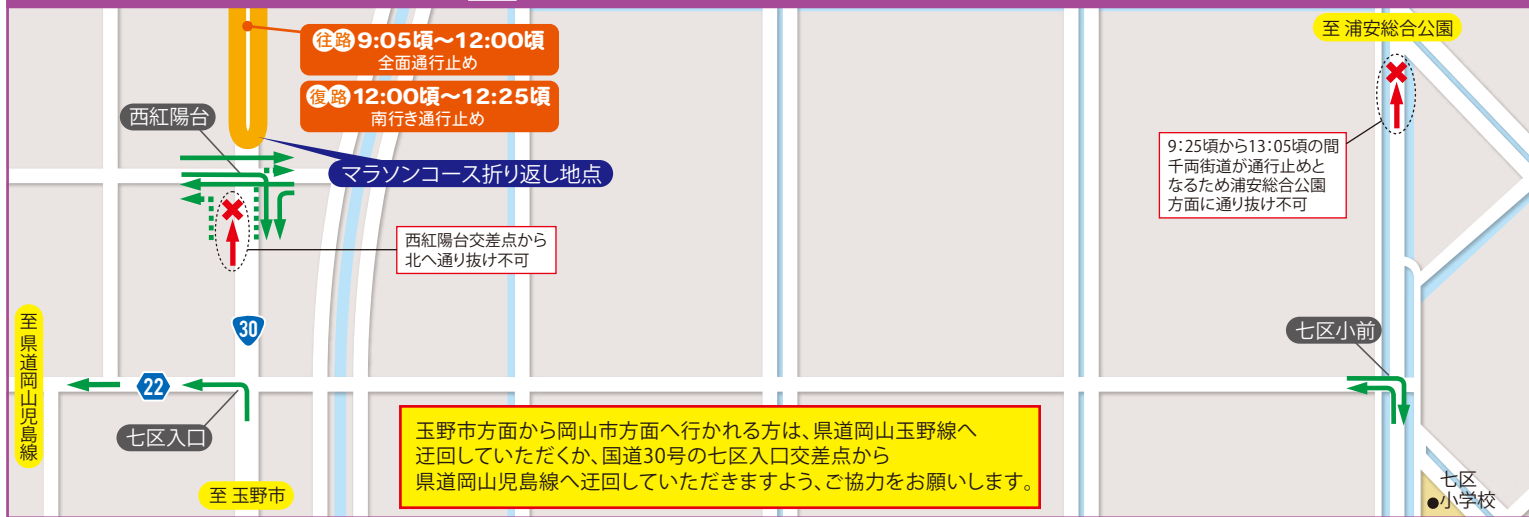 往路 9:05頃〜12:00頃
全面通行止め
復路 12:00頃〜12:25頃
南行き通行止め
至 浦安総合公園
西紅陽台
マラソンコース折り返し地点
9:25頃から13:05頃の間
千両街道が通行止めと
なるため浦安総合公園
方面に通り抜け不可
西紅陽台交差点から
北へ通り抜け不可
至 県道岡山児島線
30
七区小前
22
七区入口
玉野市方面から岡山市方面へ行かれる方は、県道岡山玉野線へ
迂回していただくか、国道30号の七区入口交差点から
県道岡山児島線へ迂回していただきますよう、ご協力をお願いします。
至 玉野市
七区
●小学校